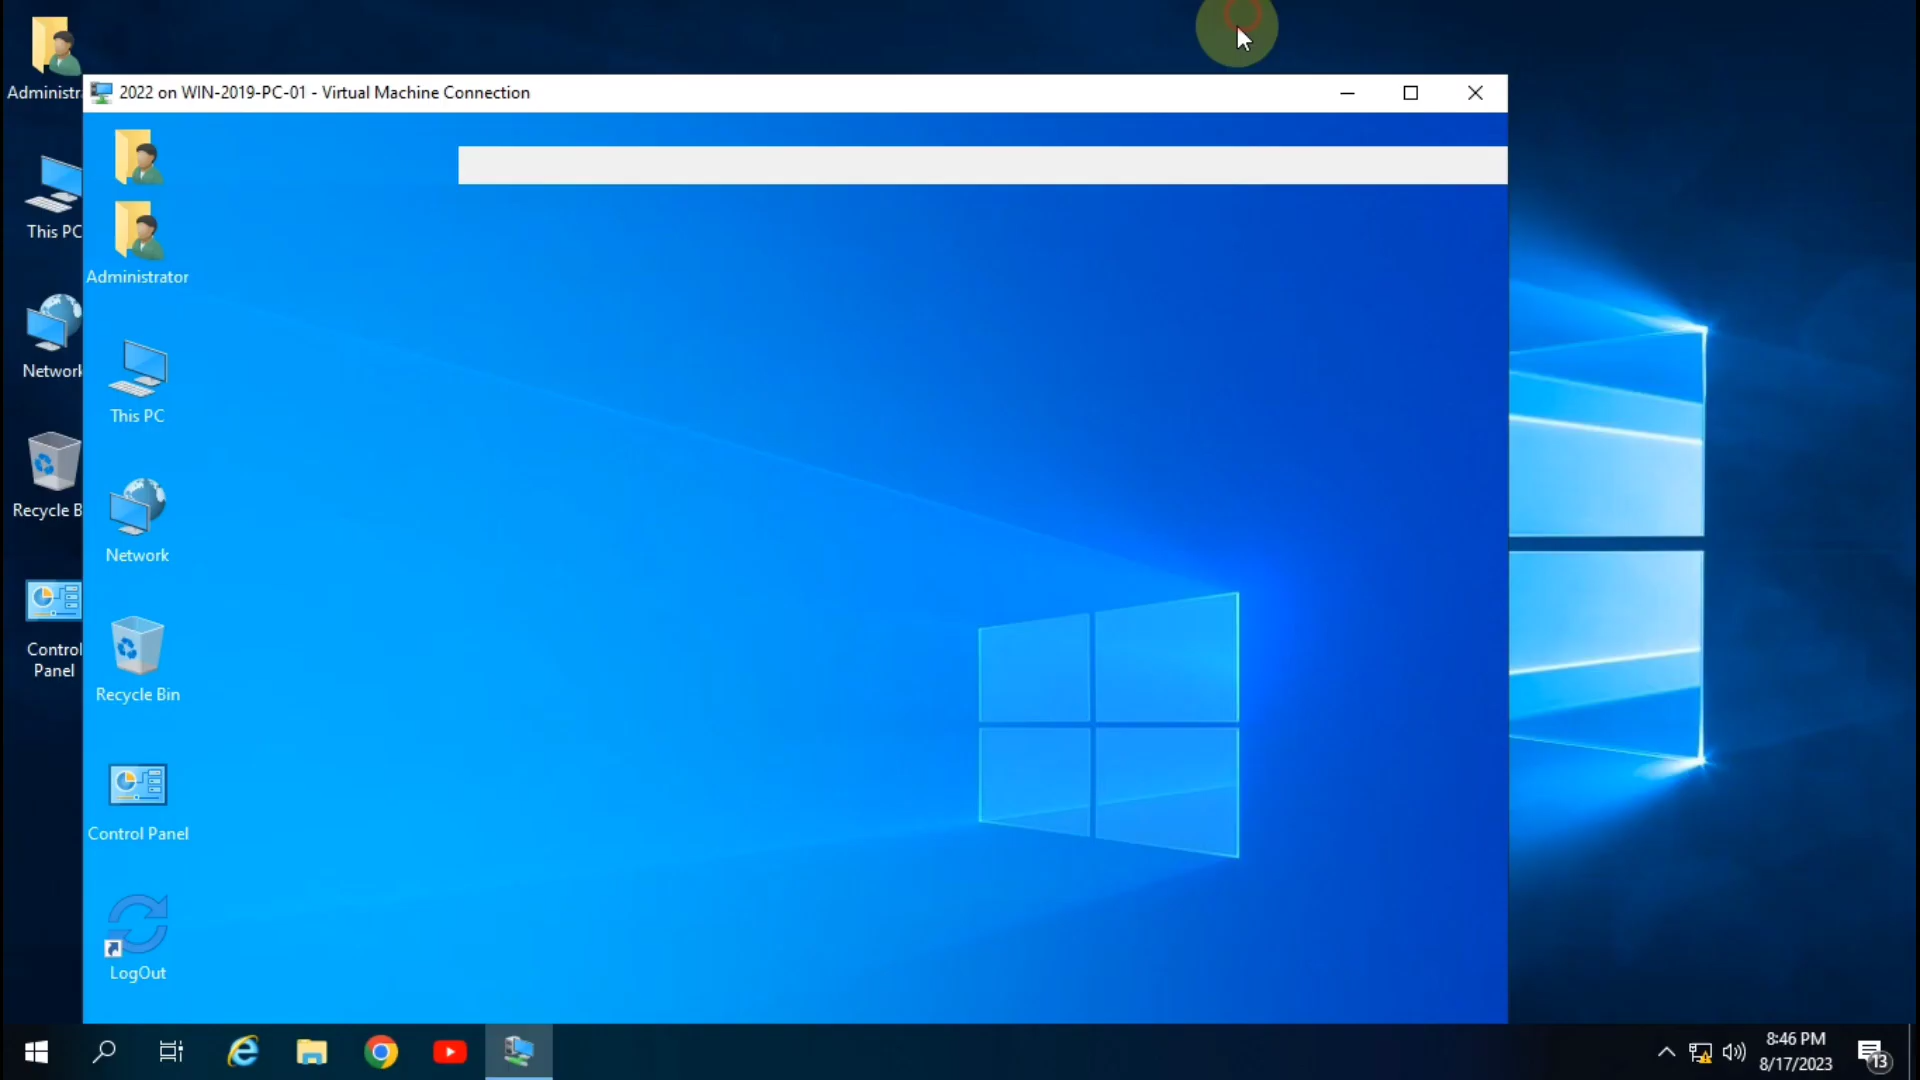 Administr
2022 on WIN-2019-PC-01 - Virtual Machine Connection
This PC
Network
Recycle B
Control
Panel
Administrator
This PC
Network
Recycle Bin
Control Panel
LogOut
8:46 PM
8/17/2023
13